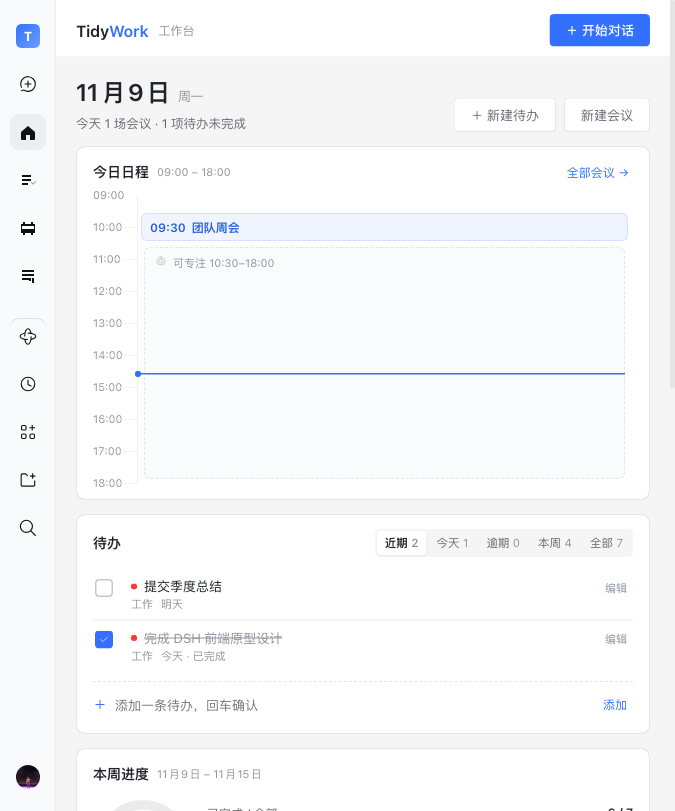 T
TidyWork 工作台
+ 开始对话
11月9日 周一
今天 1 场会议 · 1 项待办未完成
+ 新建待办
新建会议
今日日程 09:00 – 18:00
全部会议 →
09:00
10:00
09:30 团队周会
11:00
可专注 10:30–18:00
12:00
13:00
14:00
15:00
16:00
17:00
18:00
待办
近期 2 今天 1 逾期 0 本周 4 全部 7
提交季度总结
编辑
工作 明天
完成 DSH 前端原型设计
编辑
工作 今天 · 已完成
+ 添加一条待办，回车确认
添加
本周进度 11月9日 – 11月15日